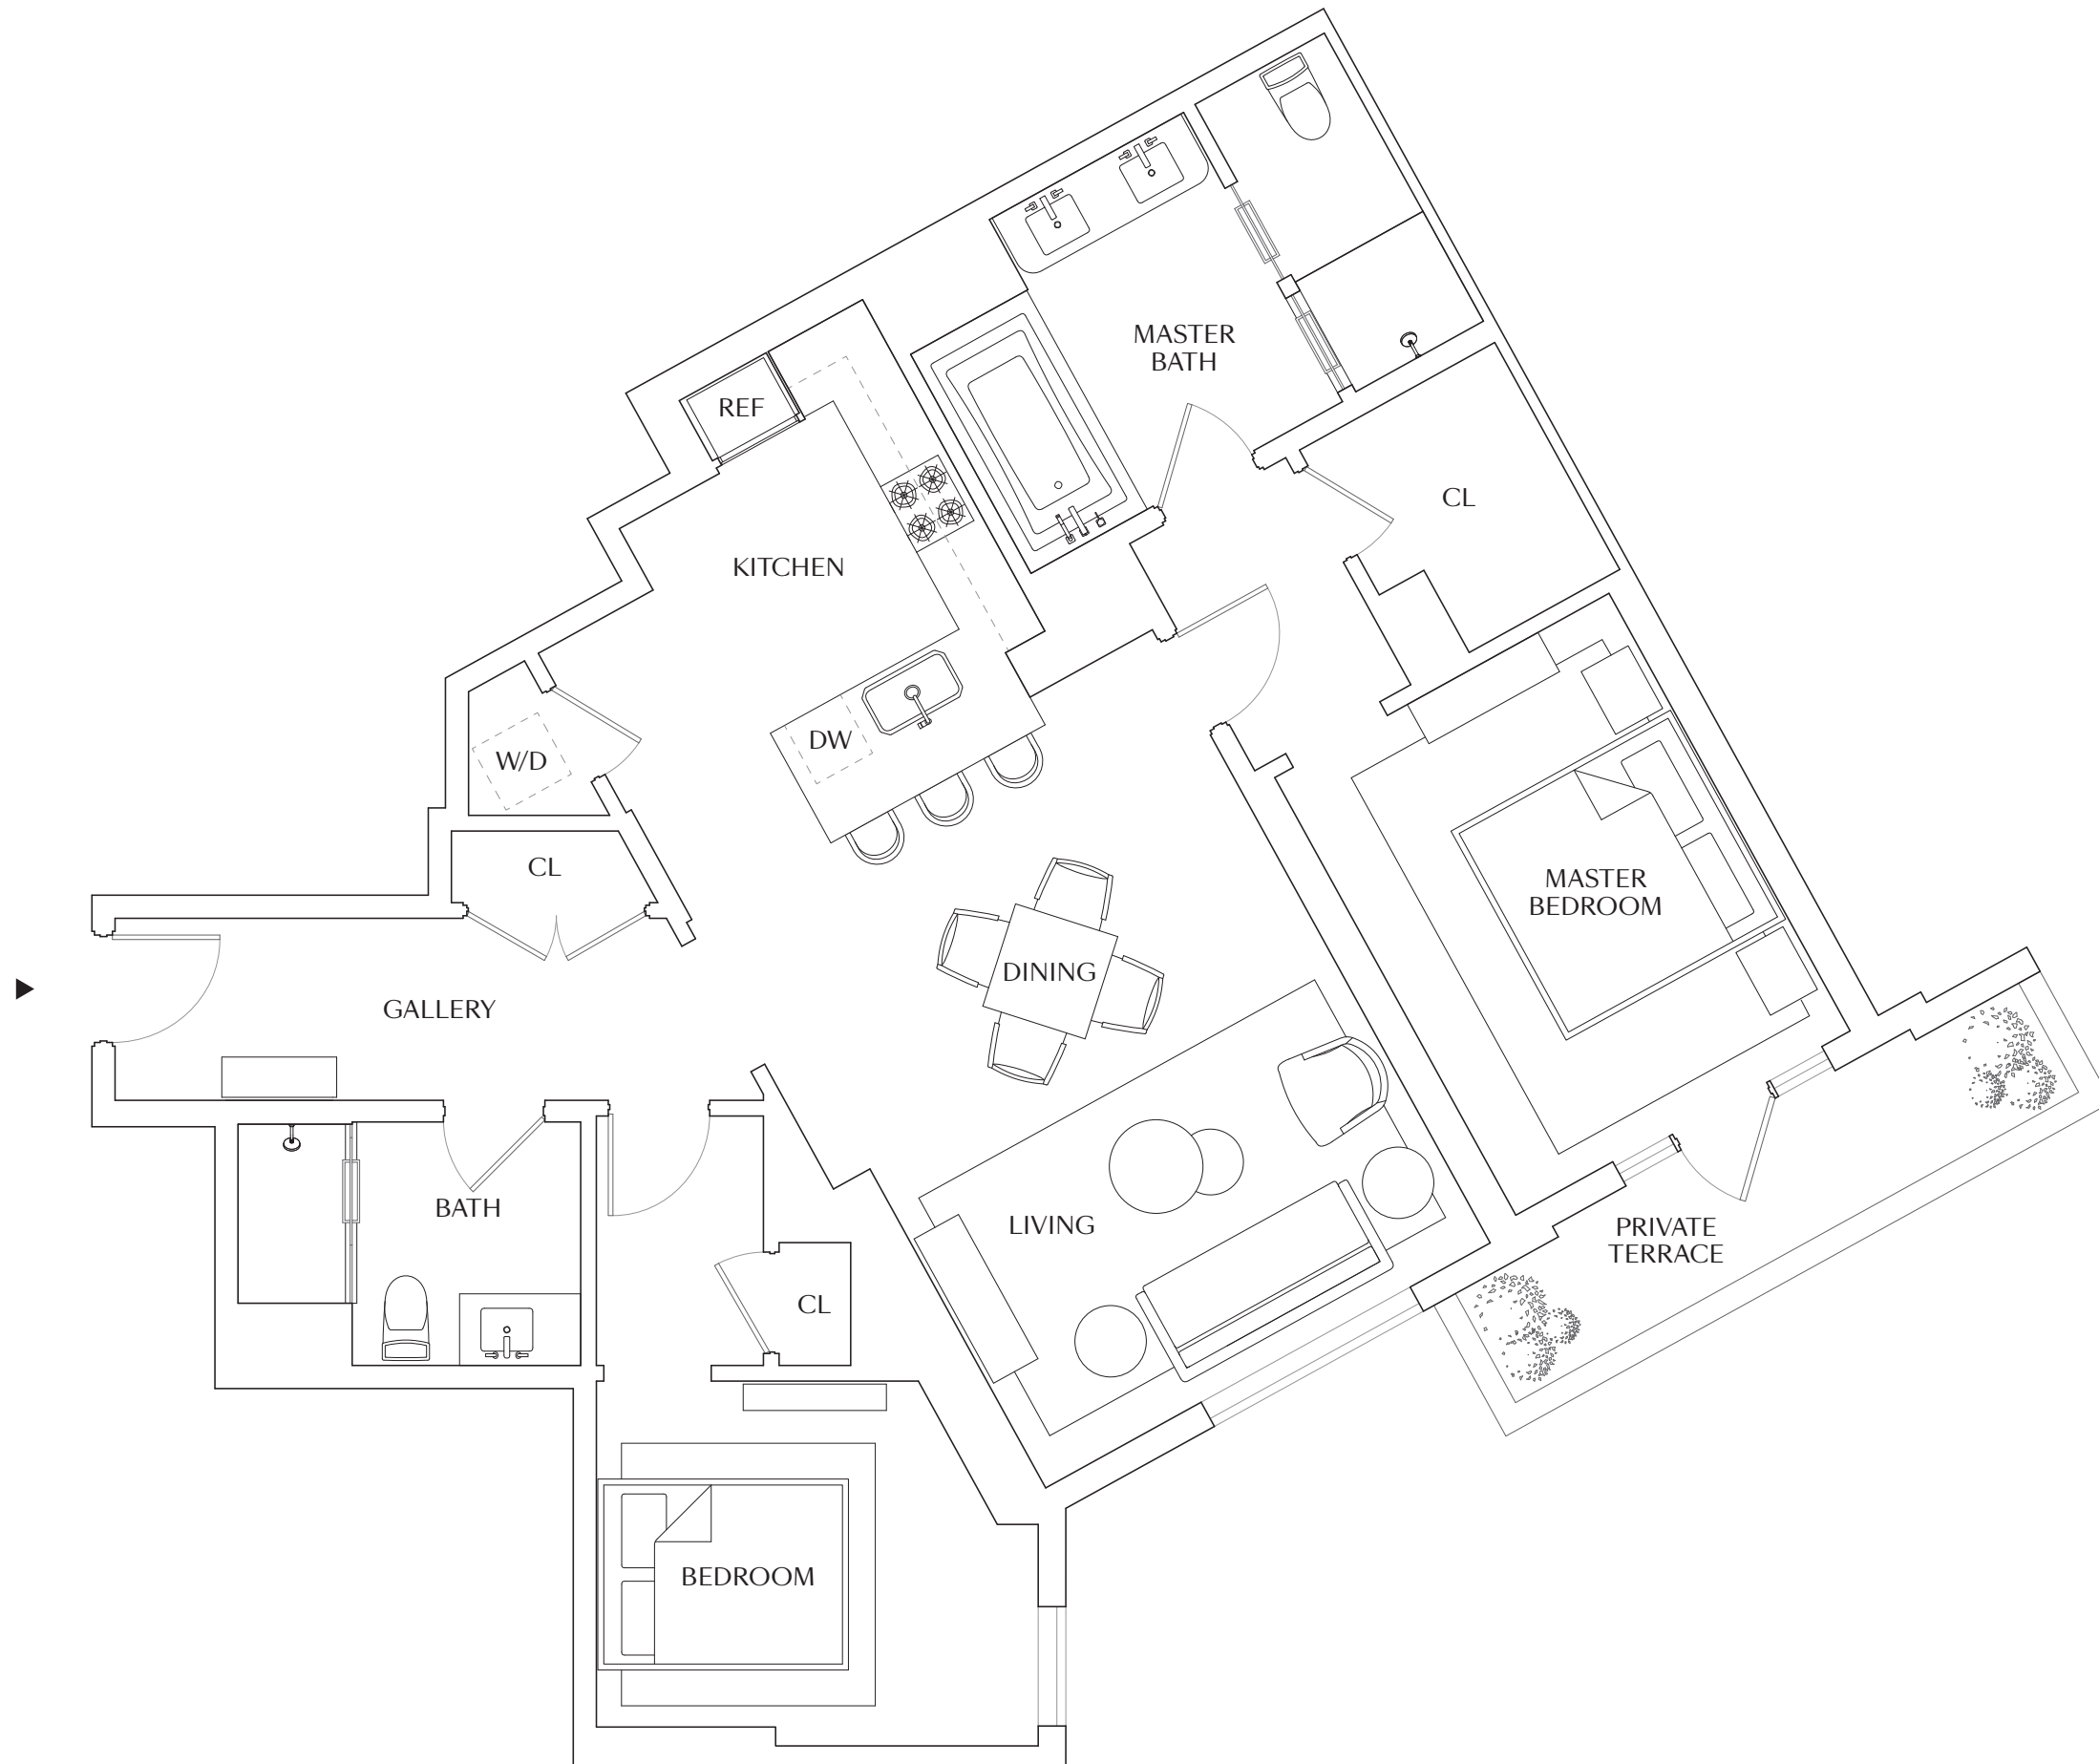 MASTER
BATH
REF
CL
KITCHEN
DW
W/D
CL
MASTER
BEDROOM
DINING
GALLERY
BATH
LIVING
PRIVATE
TERRACE
CL
BEDROOM